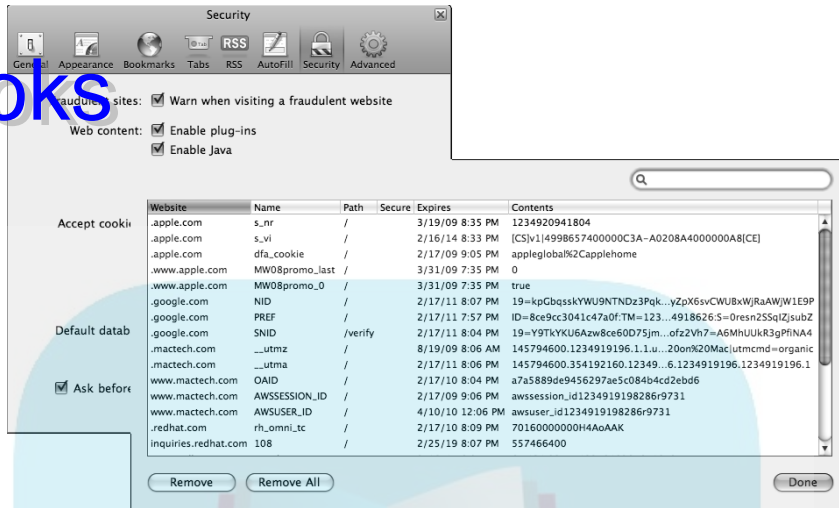 Security
General Appearance Bookmarks Tabs RSS AutoFill Security Advanced
oks
Fraudulent sites: Warn when visiting a fraudulent website
Web content: Enable plug-ins
Enable Java
Accept cooki
Default datab
Ask before
Website Name Path Secure Expires Contents
.apple.com s_nr / 3/19/09 8:35 PM 1234920941804
.apple.com s_vi / 2/16/14 8:33 PM [CS]v1|499B657400000C3A-A0208A4000000A8[CE]
.apple.com dfa_cookie / 2/17/09 9:05 PM appleglobal%2Capplehome
.www.apple.com MW08promo_last / 3/31/09 7:35 PM 0
.www.apple.com MW08promo_0 / 3/31/09 7:35 PM true
.google.com NID / 2/17/11 8:07 PM 19=kpGbqsskYWU9NTNDz3Pqk...yZpX6svCWU8xWjRaAWjW1E9P
.google.com PREF / 2/17/11 7:57 PM ID=8ce9cc3041c47a0f:TM=123...4918626:S=0resn2SSqIZjsubZ
.google.com SNID /verify 2/17/11 8:04 PM 19=Y9TkYKU6Azw8ce60D75jm...ofz2Vh7=A6MhUUkR3gPfiNA4
.mactech.com __utmz / 8/19/09 8:06 AM 145794600.1234919196.1.1.u...20on%20Mac|utmcmd=organic
.mactech.com __utma / 2/17/11 8:06 PM 145794600.354192160.12349...6.1234919196.1234919196.1
www.mactech.com OAID / 2/17/10 8:04 PM a7a5889de9456297ae5c084b4cd2ebd6
www.mactech.com AWSSESSION_ID / 2/17/09 9:06 PM awssession_id1234919198286r9731
www.mactech.com AWSUSER_ID / 4/10/10 12:06 PM awsuser_id1234919198286r9731
.redhat.com rh_omni_tc / 2/17/10 8:09 PM 70160000000H4AoAAK
inquiries.redhat.com 108 / 2/25/19 8:07 PM 557466400
Remove Remove All Done